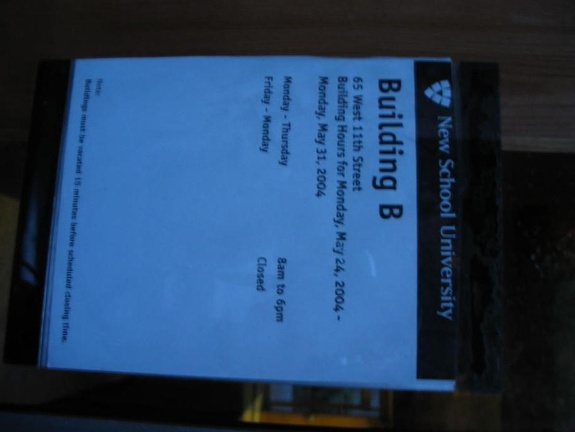 New School University
Building B
65 West 11th Street
Building Hours for Monday, May 24, 2004 -
Monday, May 31, 2004
Monday - Thursday 8am to 6pm
Friday - Monday Closed
Note:
Buildings must be vacated 15 minutes before scheduled closing time.